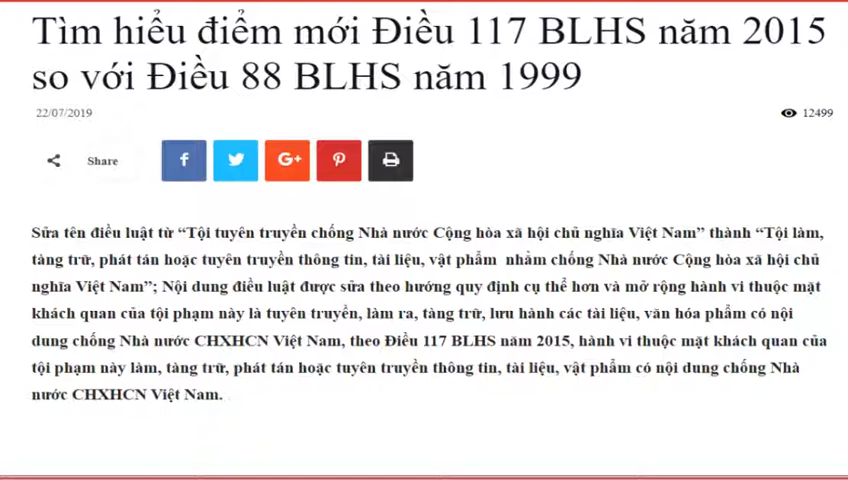 Tìm hiểu điểm mới Điều 117 BLHS năm 2015
so với Điều 88 BLHS năm 1999
22/07/2019
12499
Share
f
G+
Sửa tên điều luật từ “Tội tuyên truyền chống Nhà nước Cộng hòa xã hội chủ nghĩa Việt Nam” thành “Tội làm,
tàng trữ, phát tán hoặc tuyên truyền thông tin, tài liệu, vật phẩm nhằm chống Nhà nước Cộng hòa xã hội chủ
nghĩa Việt Nam”; Nội dung điều luật được sửa theo hướng quy định cụ thể hơn và mở rộng hành vi thuộc mặt
khách quan của tội phạm này là tuyên truyền, làm ra, tàng trữ, lưu hành các tài liệu, văn hóa phẩm có nội
dung chống Nhà nước CHXHCN Việt Nam, theo Điều 117 BLHS năm 2015, hành vi thuộc mặt khách quan của
tội phạm này làm, tàng trữ, phát tán hoặc tuyên truyền thông tin, tài liệu, vật phẩm có nội dung chống Nhà
nước CHXHCN Việt Nam.